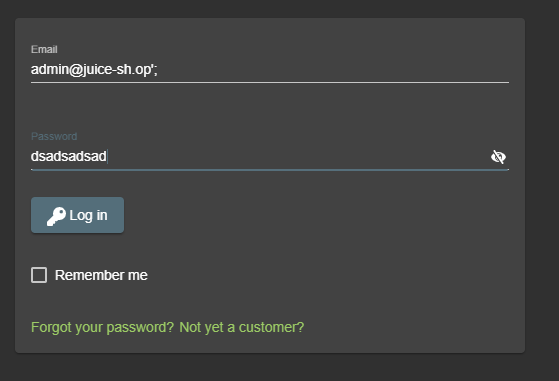 Email
admin@juice-sh.op';
Password
dsadsadsad
Log in
Remember me
Forgot your password? Not yet a customer?